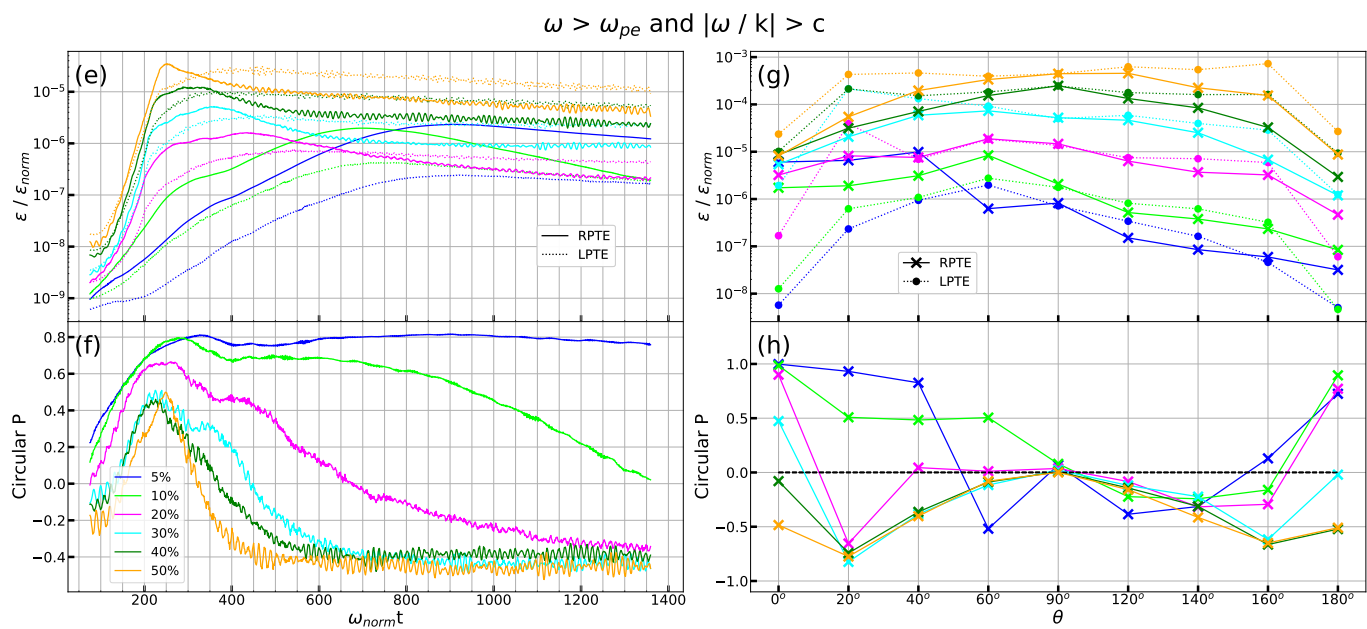 ω > ω_pe and |ω / k| > c
(e)
10⁻⁵
10⁻⁶
10⁻⁷
10⁻⁸
10⁻⁹
ε / ε_norm
RPTE
LPTE
(f)
0.8
0.6
0.4
0.2
0.0
−0.2
−0.4
Circular P
5%
10%
20%
30%
40%
50%
200 400 600 800 1000 1200 1400
ω_norm t
(g)
10⁻³
10⁻⁴
10⁻⁵
10⁻⁶
10⁻⁷
10⁻⁸
ε / ε_norm
RPTE
LPTE
(h)
1.0
0.5
0.0
−0.5
−1.0
Circular P
0° 20° 40° 60° 90° 120° 140° 160° 180°
θ